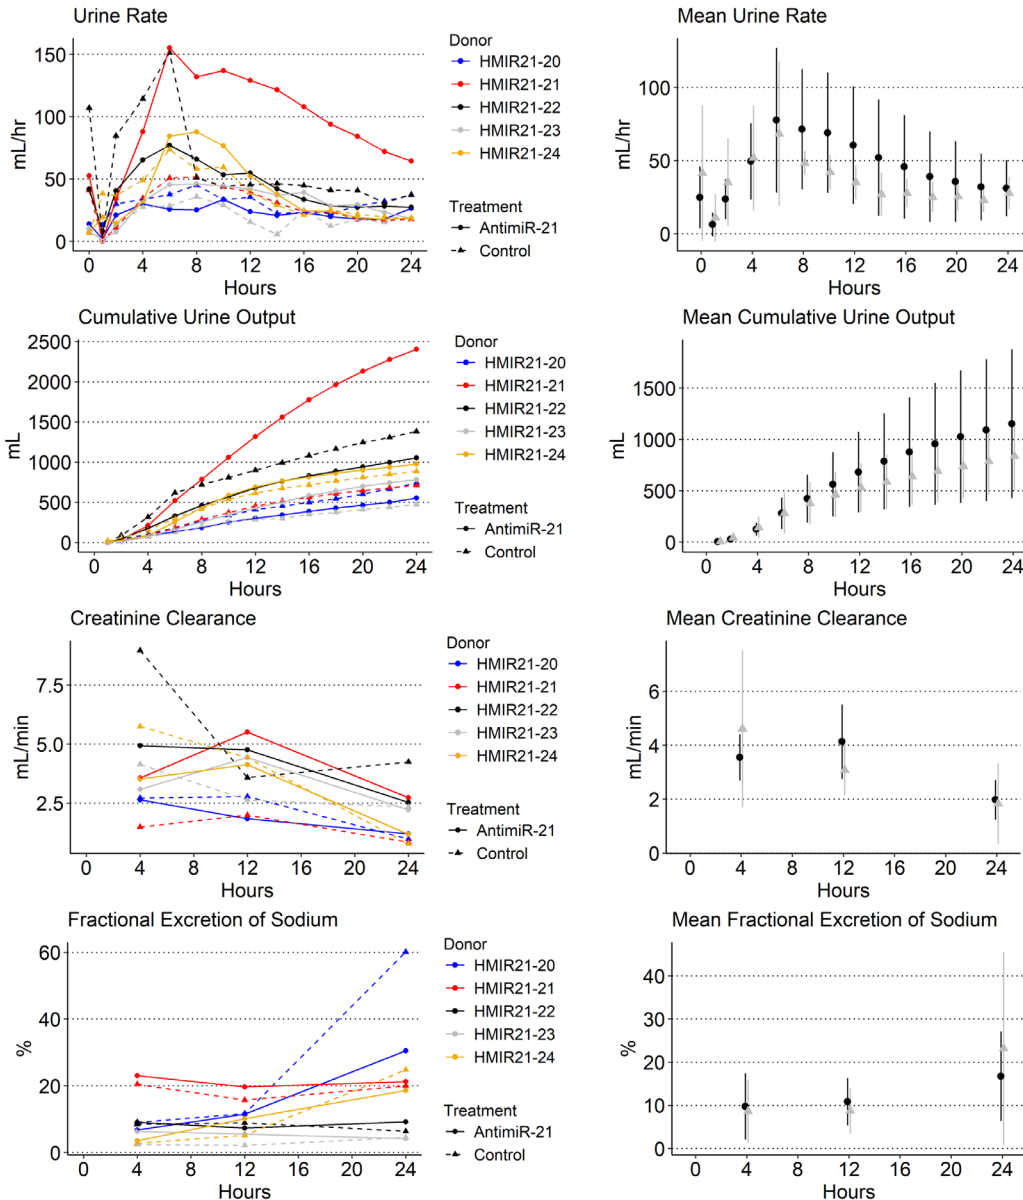 Urine Rate
mL/hr
150
100
50
0
0 4 8 12 16 20 24
Hours
Donor
HMIR21-20
HMIR21-21
HMIR21-22
HMIR21-23
HMIR21-24
Treatment
AntimiR-21
Control
Mean Urine Rate
mL/hr
100
50
0
0 4 8 12 16 20 24
Hours
Cumulative Urine Output
mL
2500
2000
1500
1000
500
0
0 4 8 12 16 20 24
Hours
Donor
HMIR21-20
HMIR21-21
HMIR21-22
HMIR21-23
HMIR21-24
Treatment
AntimiR-21
Control
Mean Cumulative Urine Output
mL
1500
1000
500
0
0 4 8 12 16 20 24
Hours
Creatinine Clearance
mL/min
7.5
5.0
2.5
0 4 8 12 16 20 24
Hours
Donor
HMIR21-20
HMIR21-21
HMIR21-22
HMIR21-23
HMIR21-24
Treatment
AntimiR-21
Control
Mean Creatinine Clearance
mL/min
6
4
2
0
0 4 8 12 16 20 24
Hours
Fractional Excretion of Sodium
%
60
40
20
0
0 4 8 12 16 20 24
Hours
Donor
HMIR21-20
HMIR21-21
HMIR21-22
HMIR21-23
HMIR21-24
Treatment
AntimiR-21
Control
Mean Fractional Excretion of Sodium
%
40
30
20
10
0
0 4 8 12 16 20 24
Hours